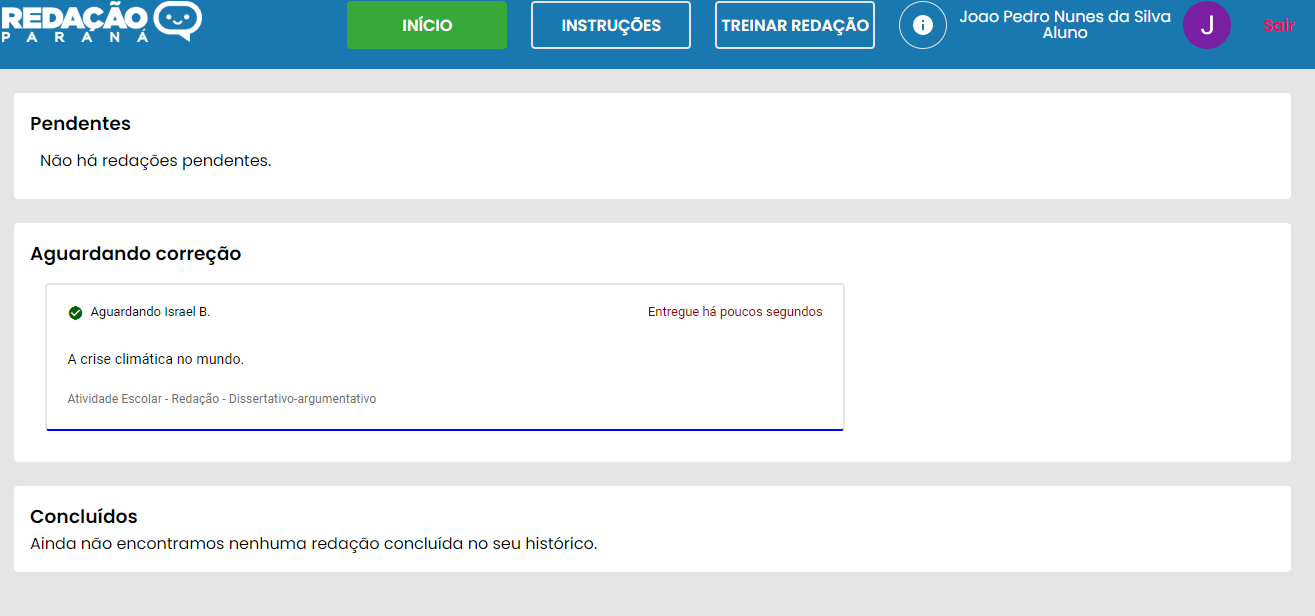 REDAÇÃO
PARANÁ
INÍCIO
INSTRUÇÕES
TREINAR REDAÇÃO
Joao Pedro Nunes da Silva
Aluno
J
Sair
Pendentes
Não há redações pendentes.
Aguardando correção
Aguardando Israel B.
Entregue há poucos segundos
A crise climática no mundo.
Atividade Escolar - Redação - Dissertativo-argumentativo
Concluídos
Ainda não encontramos nenhuma redação concluída no seu histórico.